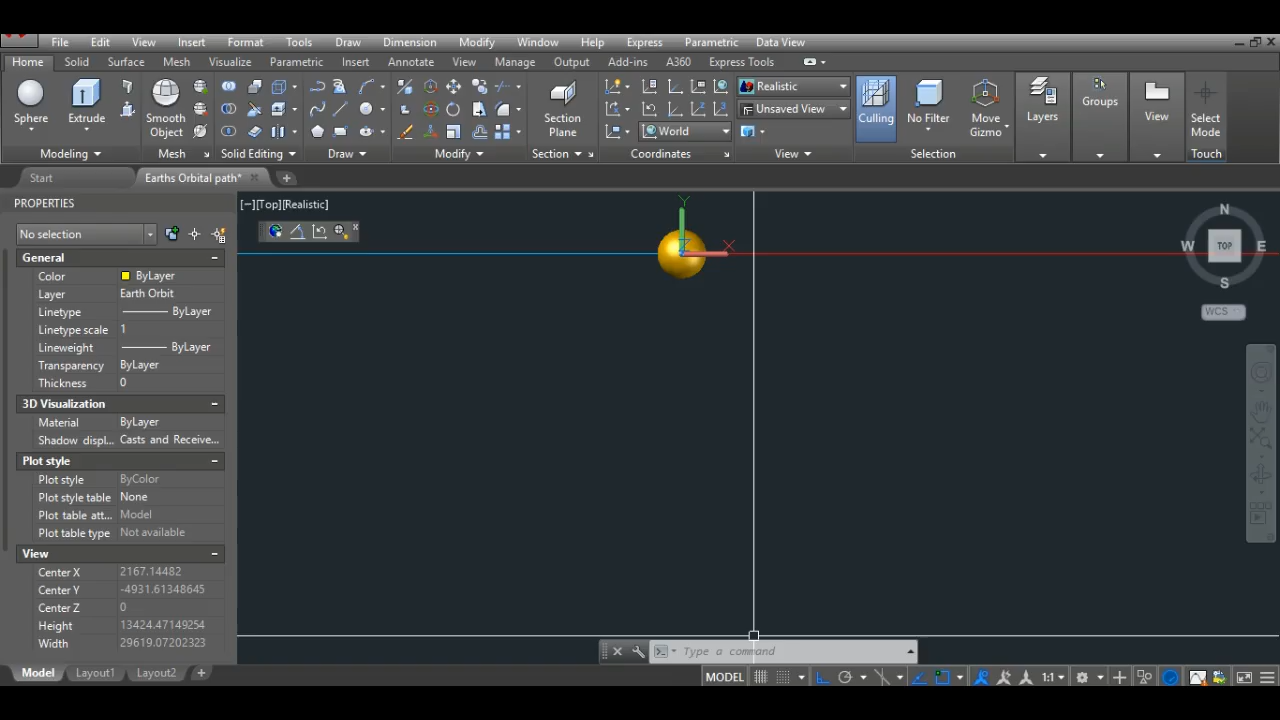 File Edit View Insert Format Tools Draw Dimension Modify Window Help Express Parametric Data View
Home Solid Surface Mesh Visualize Parametric Insert Annotate View Manage Output Add-ins A360 Express Tools
Sphere Extrude Smooth Object Section Plane Realistic Unsaved View World Culling No Filter Move Gizmo Layers Groups View Select Mode
Modeling Mesh Solid Editing Draw Modify Section Coordinates View Selection Touch
Start Earths Orbital path*
PROPERTIES
[−][Top][Realistic]
No selection
General
Color ByLayer
Layer Earth Orbit
Linetype ByLayer
Linetype scale 1
Lineweight ByLayer
Transparency ByLayer
Thickness 0
3D Visualization
Material ByLayer
Shadow displ... Casts and Receive...
Plot style
Plot style ByColor
Plot style table None
Plot table att... Model
Plot table type Not available
View
Center X 2167.14482
Center Y -4931.61348645
Center Z 0
Height 13424.47149254
Width 29619.07202323
Y
X
Z
N
W TOP E
S
WCS
Type a command
Model Layout1 Layout2 +
MODEL 1:1